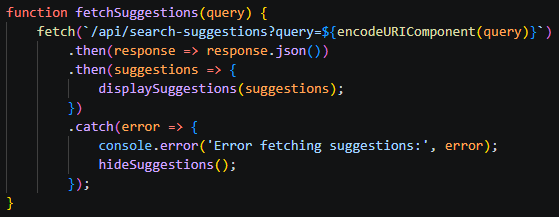 function fetchSuggestions(query) {
    fetch(`/api/search-suggestions?query=${encodeURIComponent(query)}`)
        .then(response => response.json())
        .then(suggestions => {
            displaySuggestions(suggestions);
        })
        .catch(error => {
            console.error('Error fetching suggestions:', error);
            hideSuggestions();
        });
}